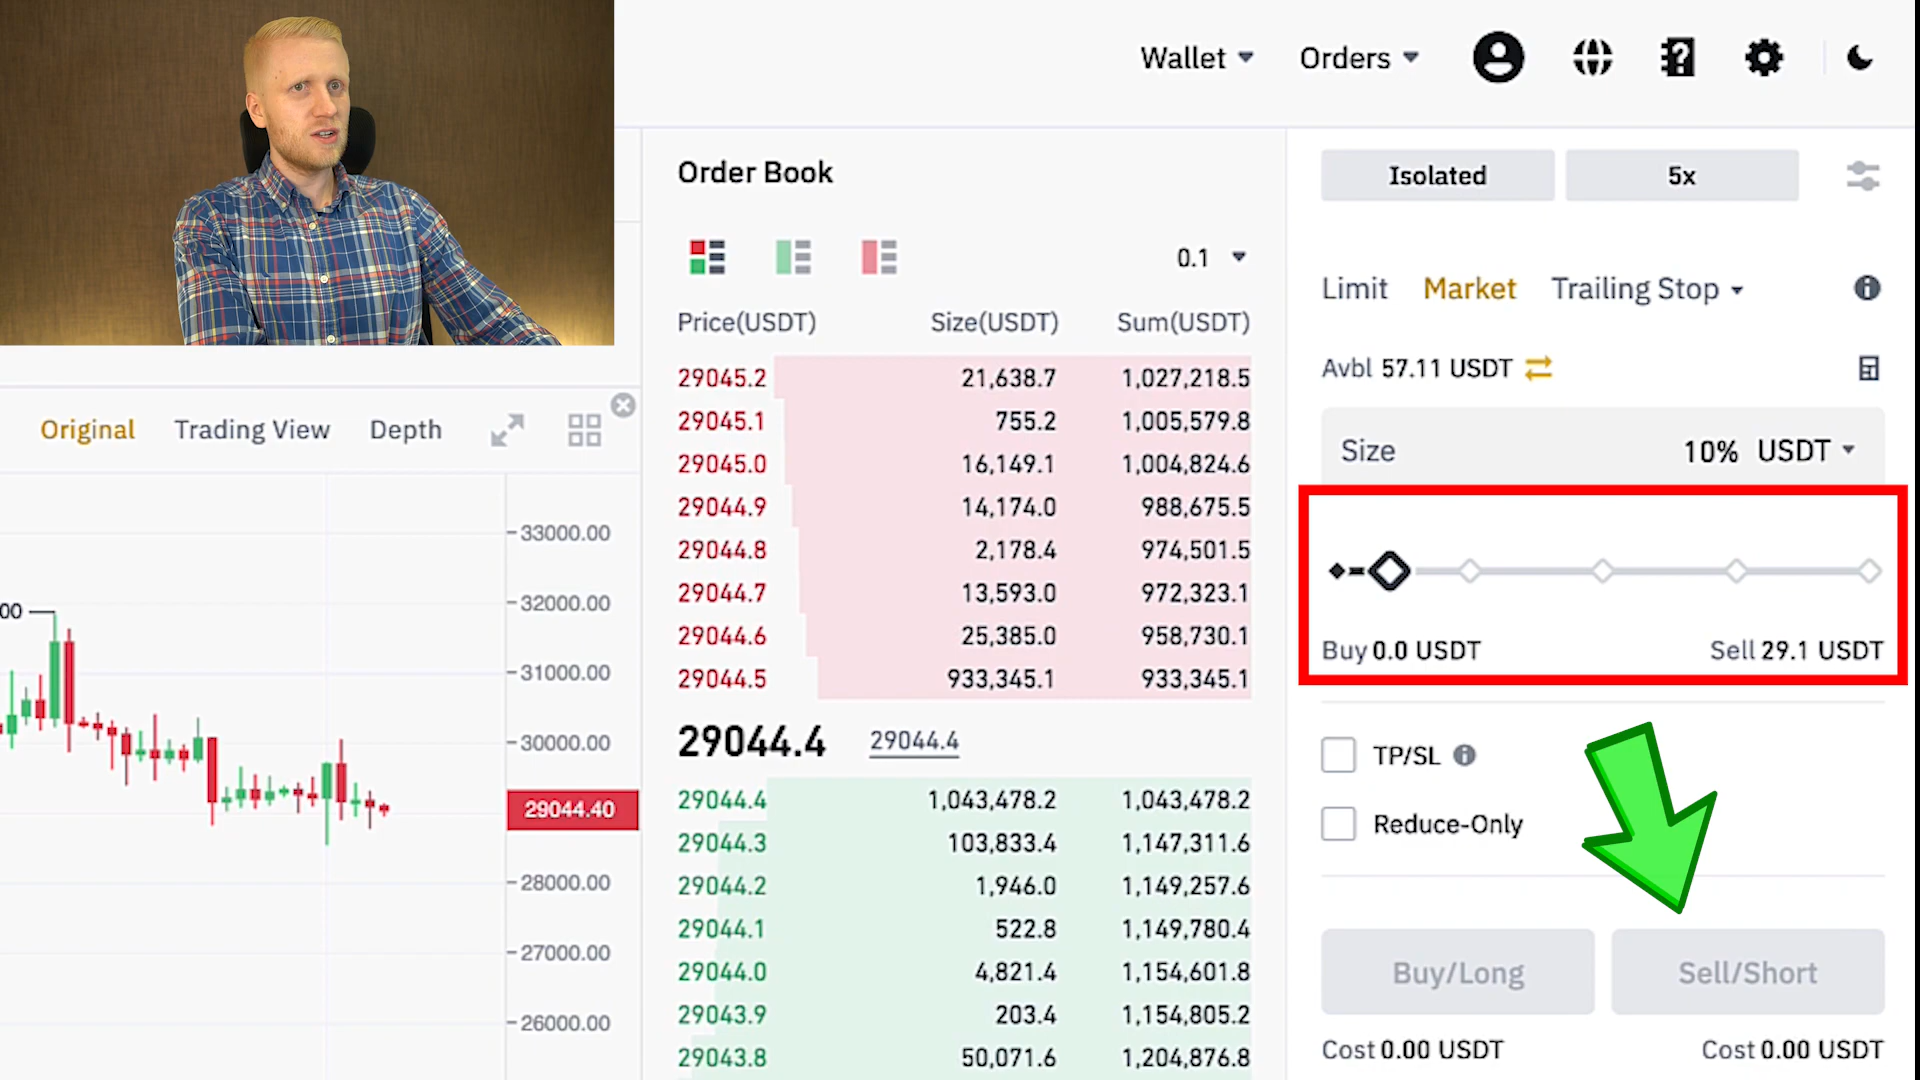 Wallet Orders
Order Book
0.1
Price(USDT) Size(USDT) Sum(USDT)
29045.2 21,638.7 1,027,218.5
29045.1 755.2 1,005,579.8
29045.0 16,149.1 1,004,824.6
29044.9 14,174.0 988,675.5
29044.8 2,178.4 974,501.5
29044.7 13,593.0 972,323.1
29044.6 25,385.0 958,730.1
29044.5 933,345.1 933,345.1
29044.4 29044.4
29044.4 1,043,478.2 1,043,478.2
29044.3 103,833.4 1,147,311.6
29044.2 1,946.0 1,149,257.6
29044.1 522.8 1,149,780.4
29044.0 4,821.4 1,154,601.8
29043.9 203.4 1,154,805.2
29043.8 50,071.6 1,204,876.8
Original Trading View Depth
33000.00
00
32000.00
31000.00
30000.00
29044.40
28000.00
27000.00
26000.00
Isolated 5x
Limit Market Trailing Stop
Avbl 57.11 USDT
Size 10% USDT
Buy 0.0 USDT Sell 29.1 USDT
TP/SL
Reduce-Only
Buy/Long Sell/Short
Cost 0.00 USDT Cost 0.00 USDT